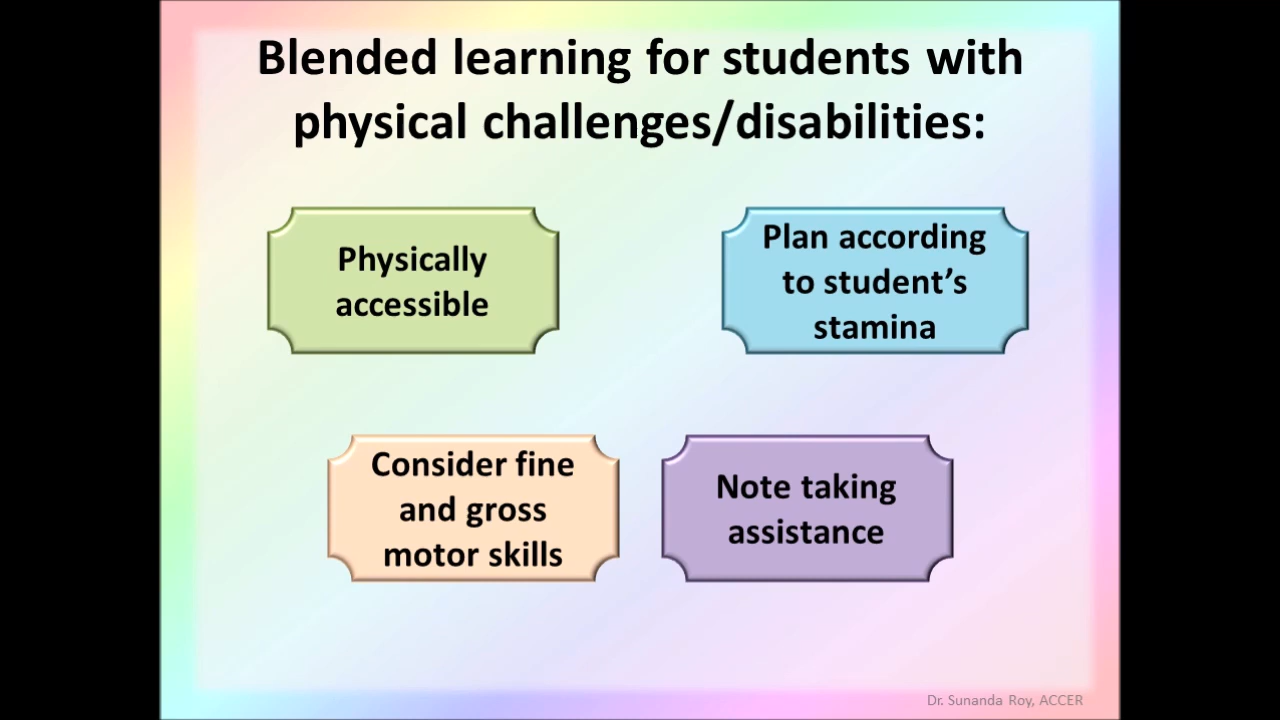 Blended learning for students with
physical challenges/disabilities:
Physically
accessible
Plan according
to student’s
stamina
Consider fine
and gross
motor skills
Note taking
assistance
Dr. Sunanda Roy, ACCER